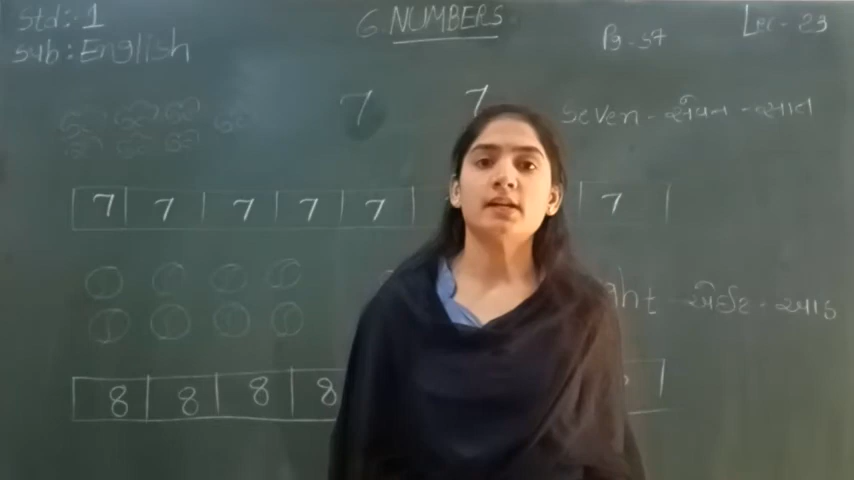 Std:- 1
Sub: English
6. NUMBERS
Lec - 23
7 7 Seven - સેવન - સાત
7 7 7 7 7 7
ght - એઈટ - આઠ
8 8 8 8